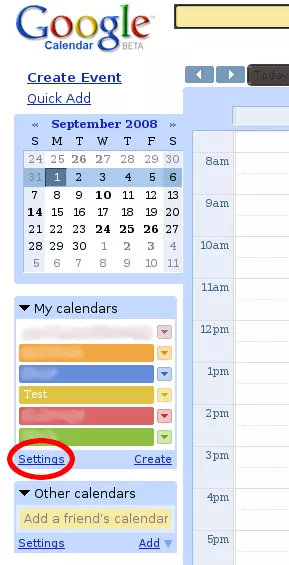 Google
Calendar BETA
Create Event
Quick Add
Today
« September 2008 »
S M T W T F S
24 25 26 27 28 29 30
31 1 2 3 4 5 6
7 8 9 10 11 12 13
14 15 16 17 18 19 20
21 22 23 24 25 26 27
28 29 30 1 2 3 4
5 6 7 8 9 10 11
My calendars
Test
Settings Create
Other calendars
Add a friend's calendar
Settings Add
8am
9am
10am
11am
12pm
1pm
2pm
3pm
4pm
5pm